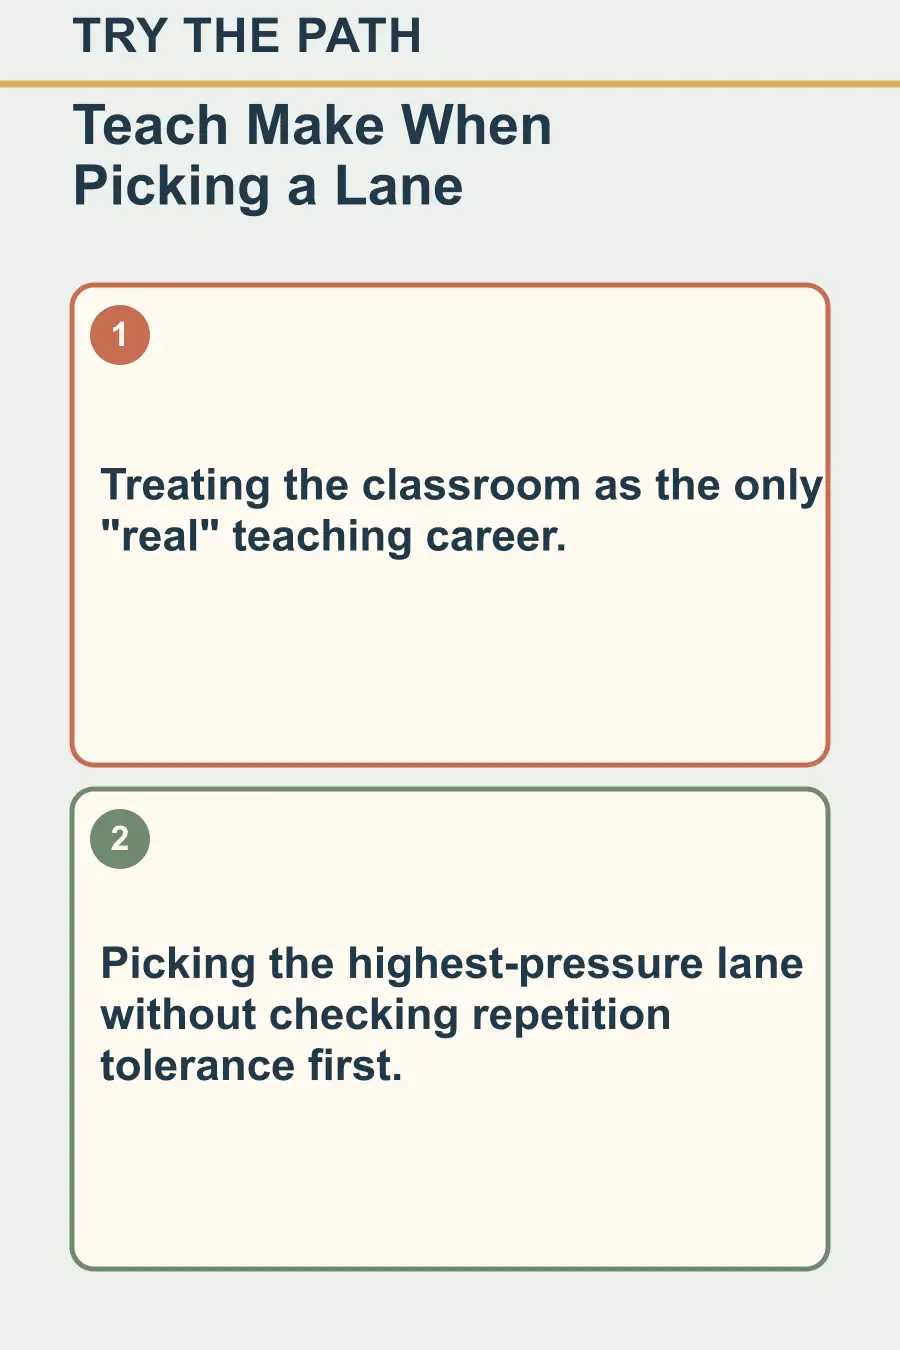 TRY THE PATH
Teach Make When
Picking a Lane
1
Treating the classroom as the only
"real" teaching career.
2
Picking the highest-pressure lane
without checking repetition
tolerance first.